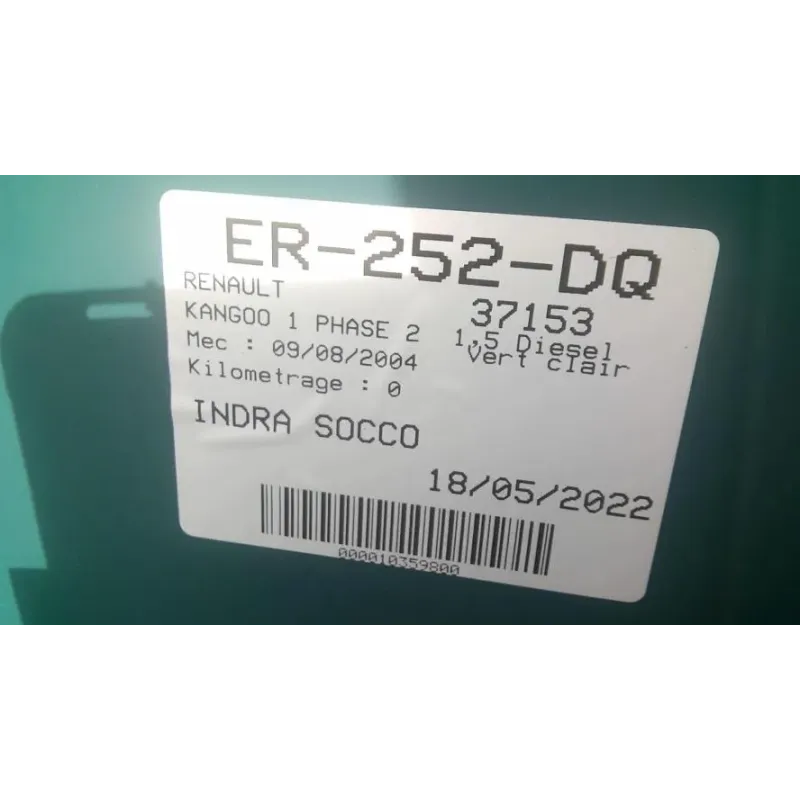 ER-252-DQ
RENAULT
37153
KANGOO 1 PHASE 2
1,5 Diesel
Mec : 09/08/2004
Vert clair
Kilometrage : 0
INDRA SOCCO
18/05/2022
000010359800